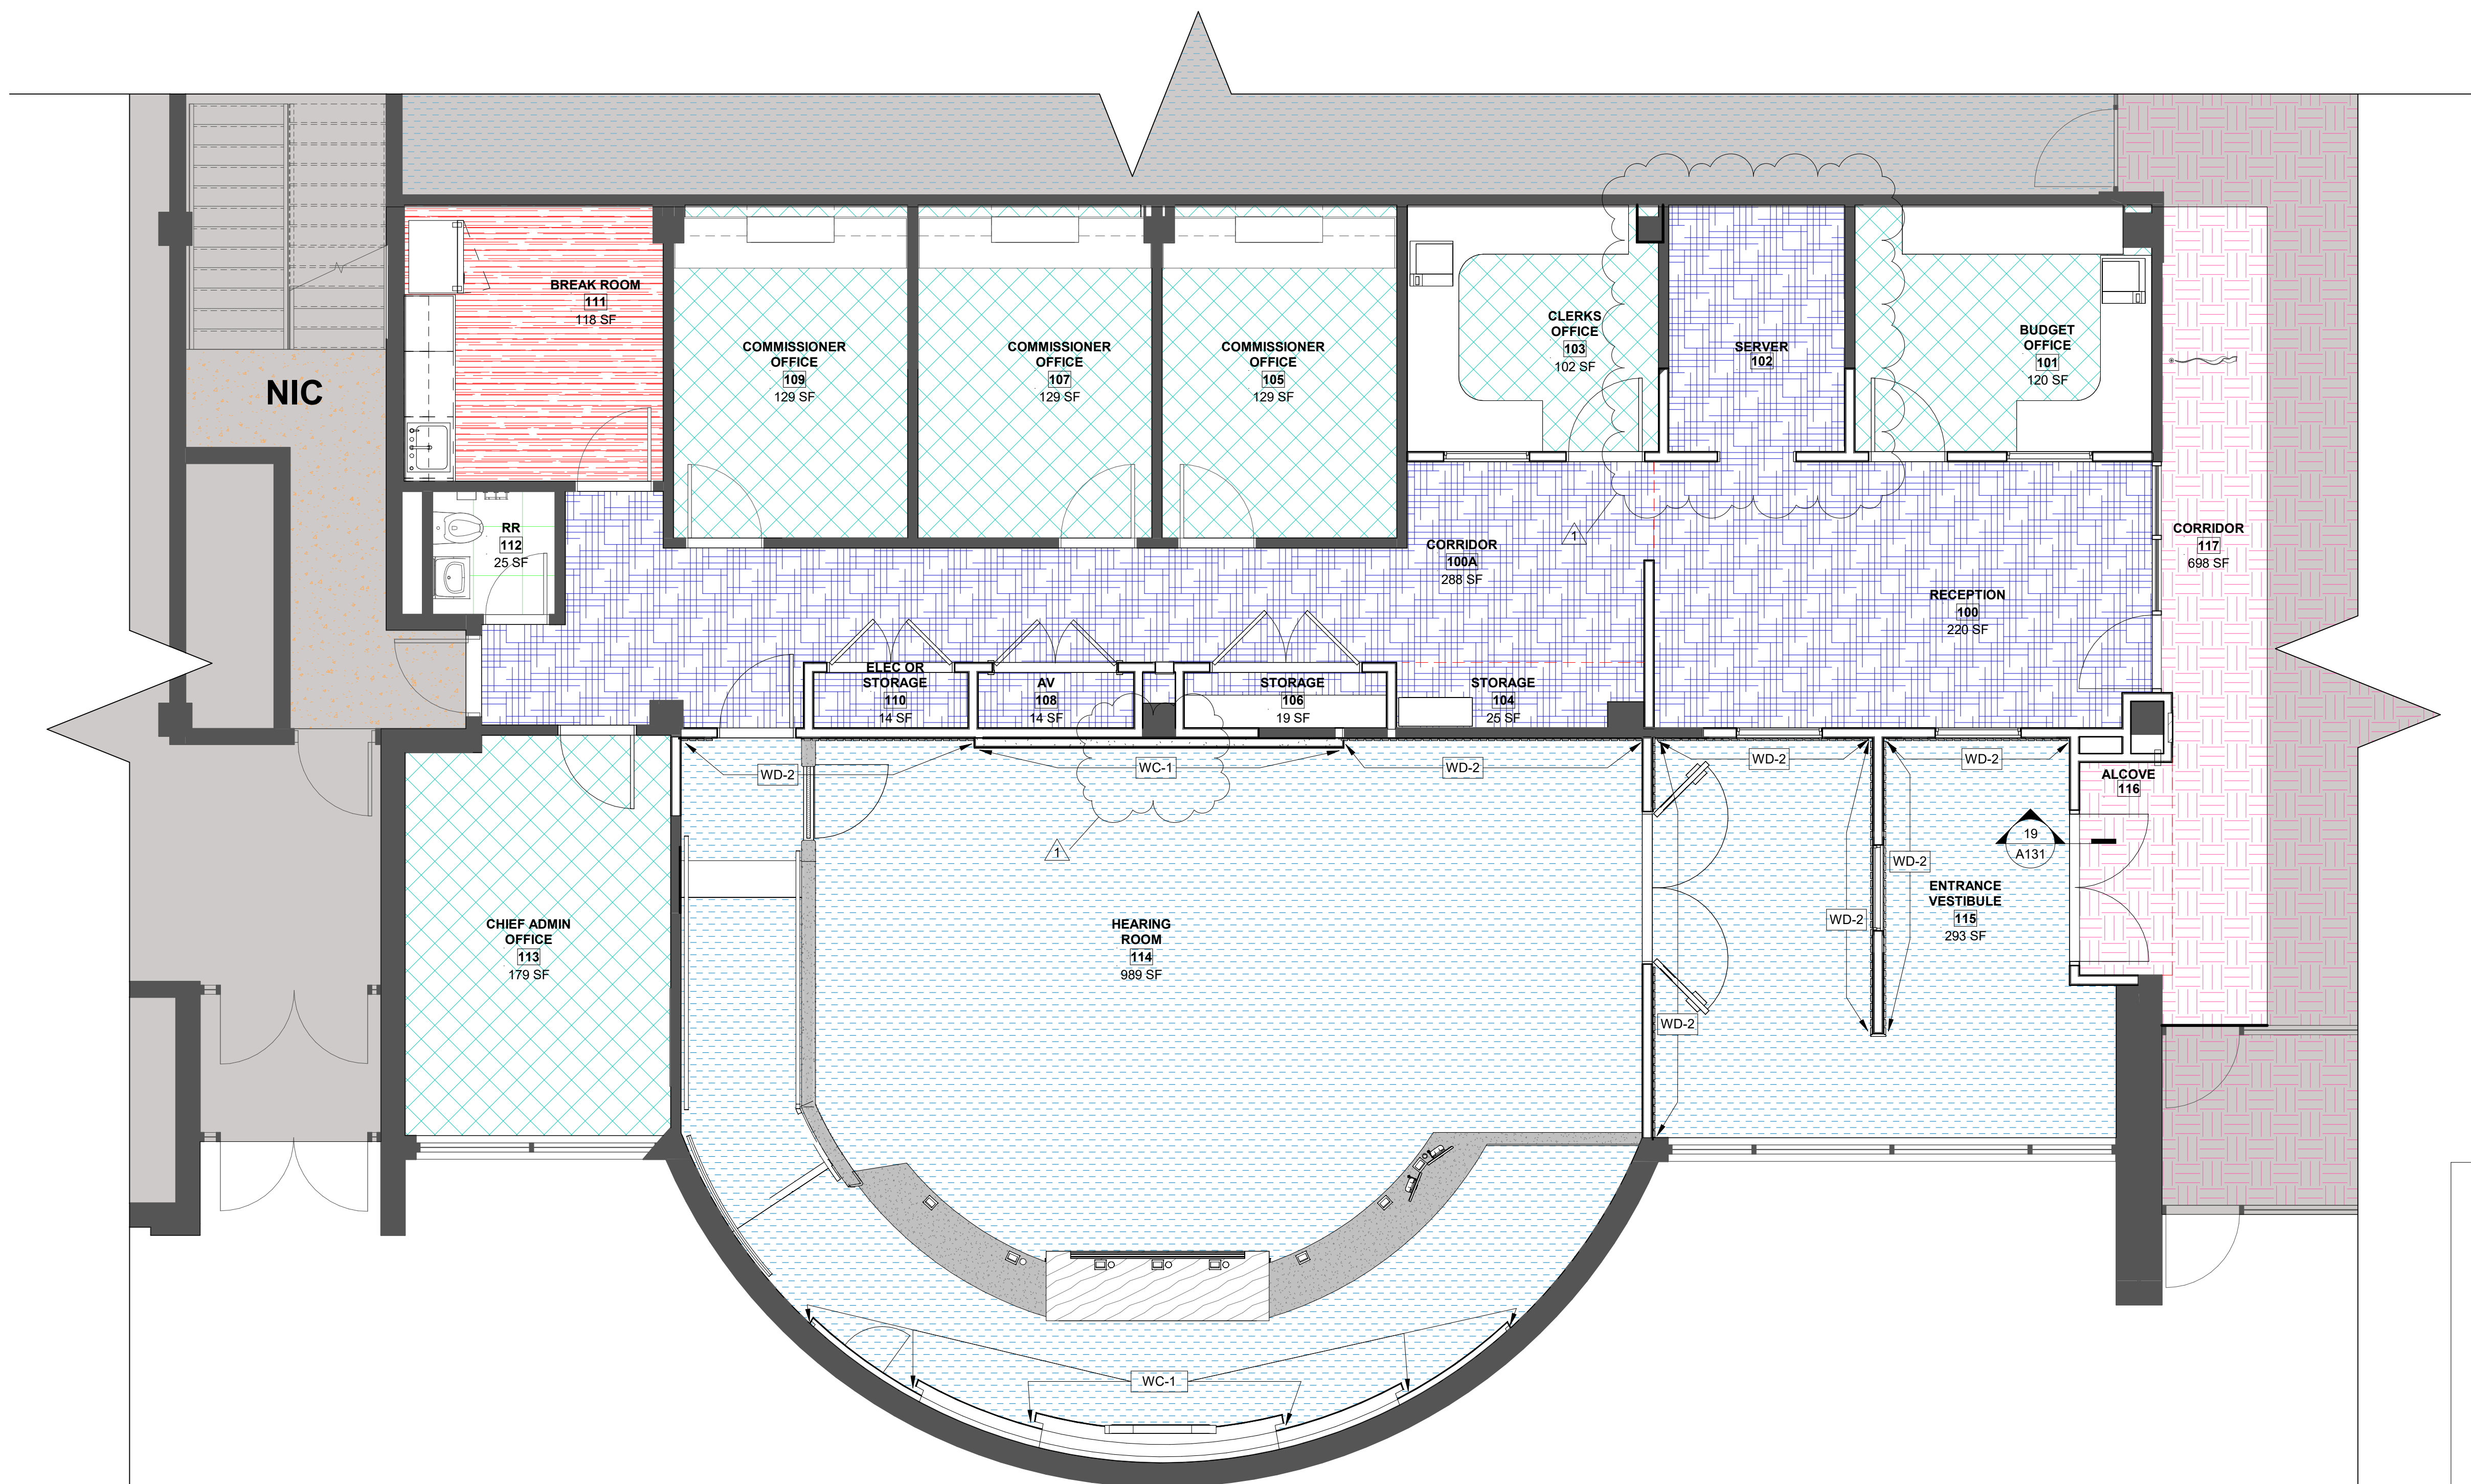 BREAK ROOM
111
118 SF
NIC
COMMISSIONER
OFFICE
109
129 SF
COMMISSIONER
OFFICE
107
129 SF
COMMISSIONER
OFFICE
105
129 SF
CLERKS
OFFICE
103
102 SF
SERVER
102
BUDGET
OFFICE
101
120 SF
RR
112
25 SF
CORRIDOR
100A
288 SF
1
CORRIDOR
117
698 SF
RECEPTION
100
220 SF
ELEC OR
STORAGE
110
14 SF
AV
108
14 SF
STORAGE
106
19 SF
STORAGE
104
25 SF
WD-2
WC-1
WD-2
WD-2
WD-2
ALCOVE
116
1
19
A131
WD-2
WD-2
ENTRANCE
VESTIBULE
115
293 SF
CHIEF ADMIN
OFFICE
113
179 SF
HEARING
ROOM
114
989 SF
WD-2
WC-1